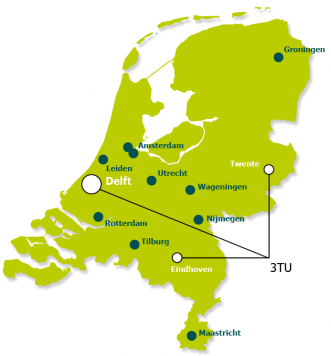 Groningen
Amsterdam
Leiden
Twente
Utrecht
Delft
Wageningen
Rotterdam
Nijmegen
Tilburg
Eindhoven
3TU
Maastricht